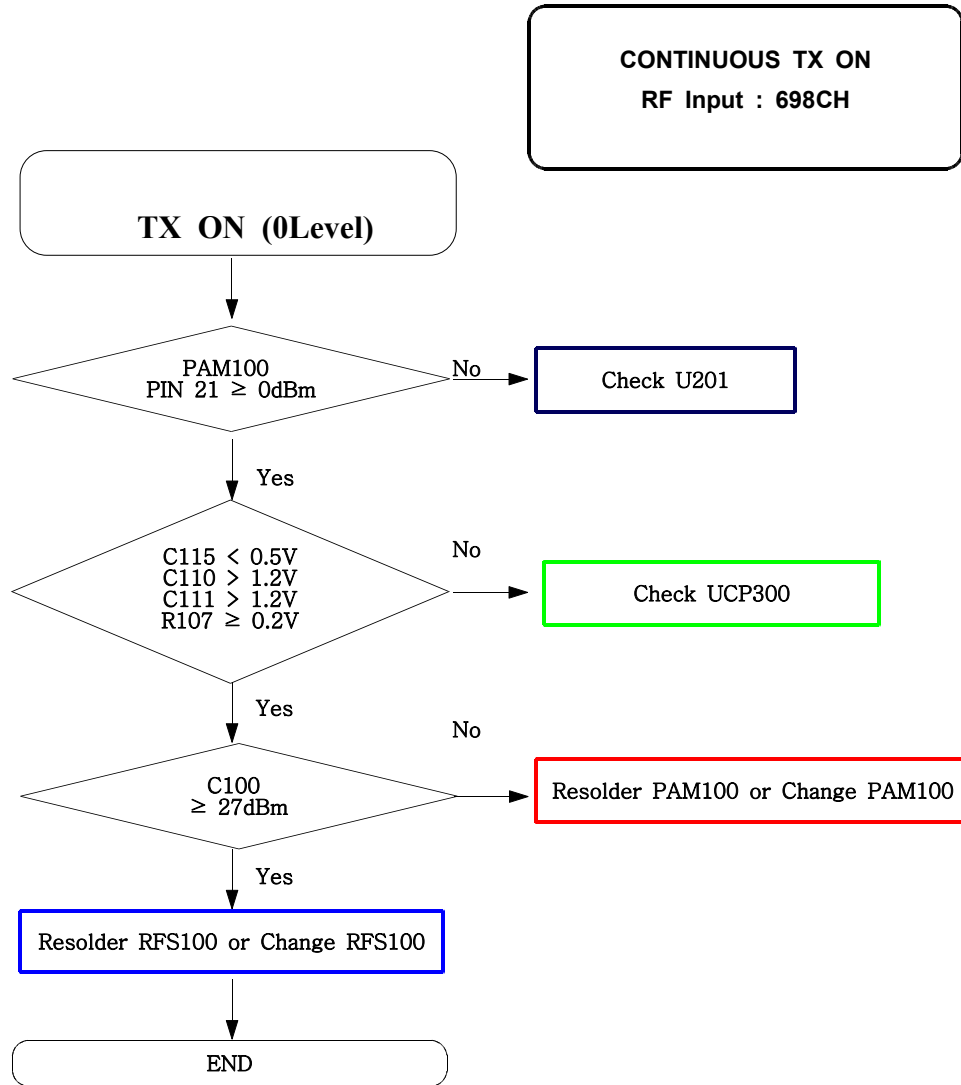 CONTINUOUS TX ON
RF Input : 698CH
TX ON (0Level)
PAM100
PIN 21 ≥ 0dBm
No
Check U201
Yes
C115 < 0.5V
C110 > 1.2V
C111 > 1.2V
R107 ≥ 0.2V
No
Check UCP300
Yes
C100
≥ 27dBm
No
Resolder PAM100 or Change PAM100
Yes
Resolder RFS100 or Change RFS100
END